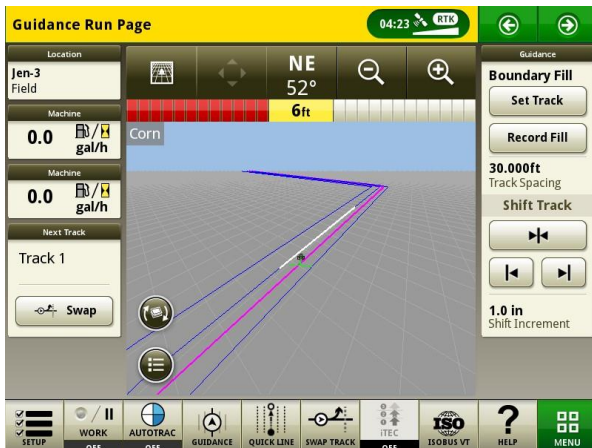 Guidance Run Page
04:23
RTK
Location
Jen-3
Field
Machine
0.0
gal/h
Machine
0.0
gal/h
Next Track
Track 1
Swap
NE
52°
6ft
Corn
Guidance
Boundary Fill
Set Track
Record Fill
30.000ft
Track Spacing
Shift Track
1.0 in
Shift Increment
SETUP
WORK
OFF
AUTOTRAC
OFF
GUIDANCE
QUICK LINE
SWAP TRACK
iTEC
OFF
ISO
ISOBUS VT
?
HELP
MENU